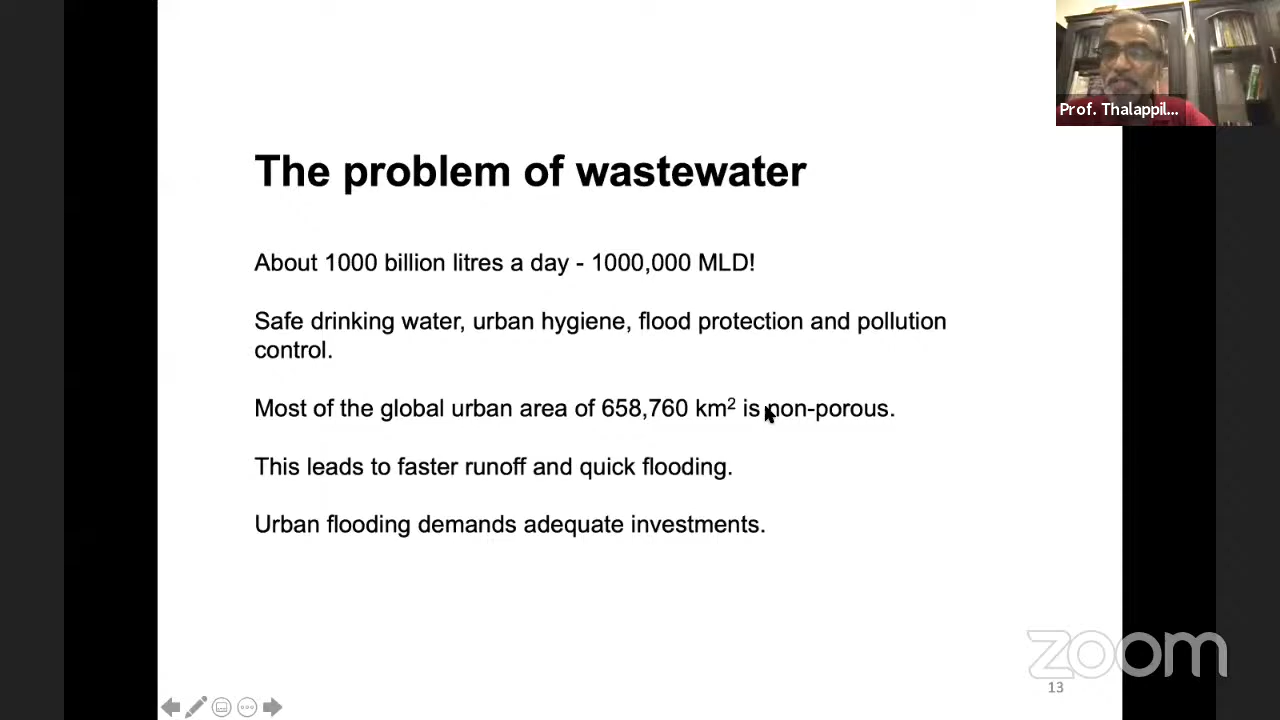 Prof. Thalappil...
The problem of wastewater
About 1000 billion litres a day - 1000,000 MLD!
Safe drinking water, urban hygiene, flood protection and pollution
control.
Most of the global urban area of 658,760 km² is non-porous.
This leads to faster runoff and quick flooding.
Urban flooding demands adequate investments.
zoom
13